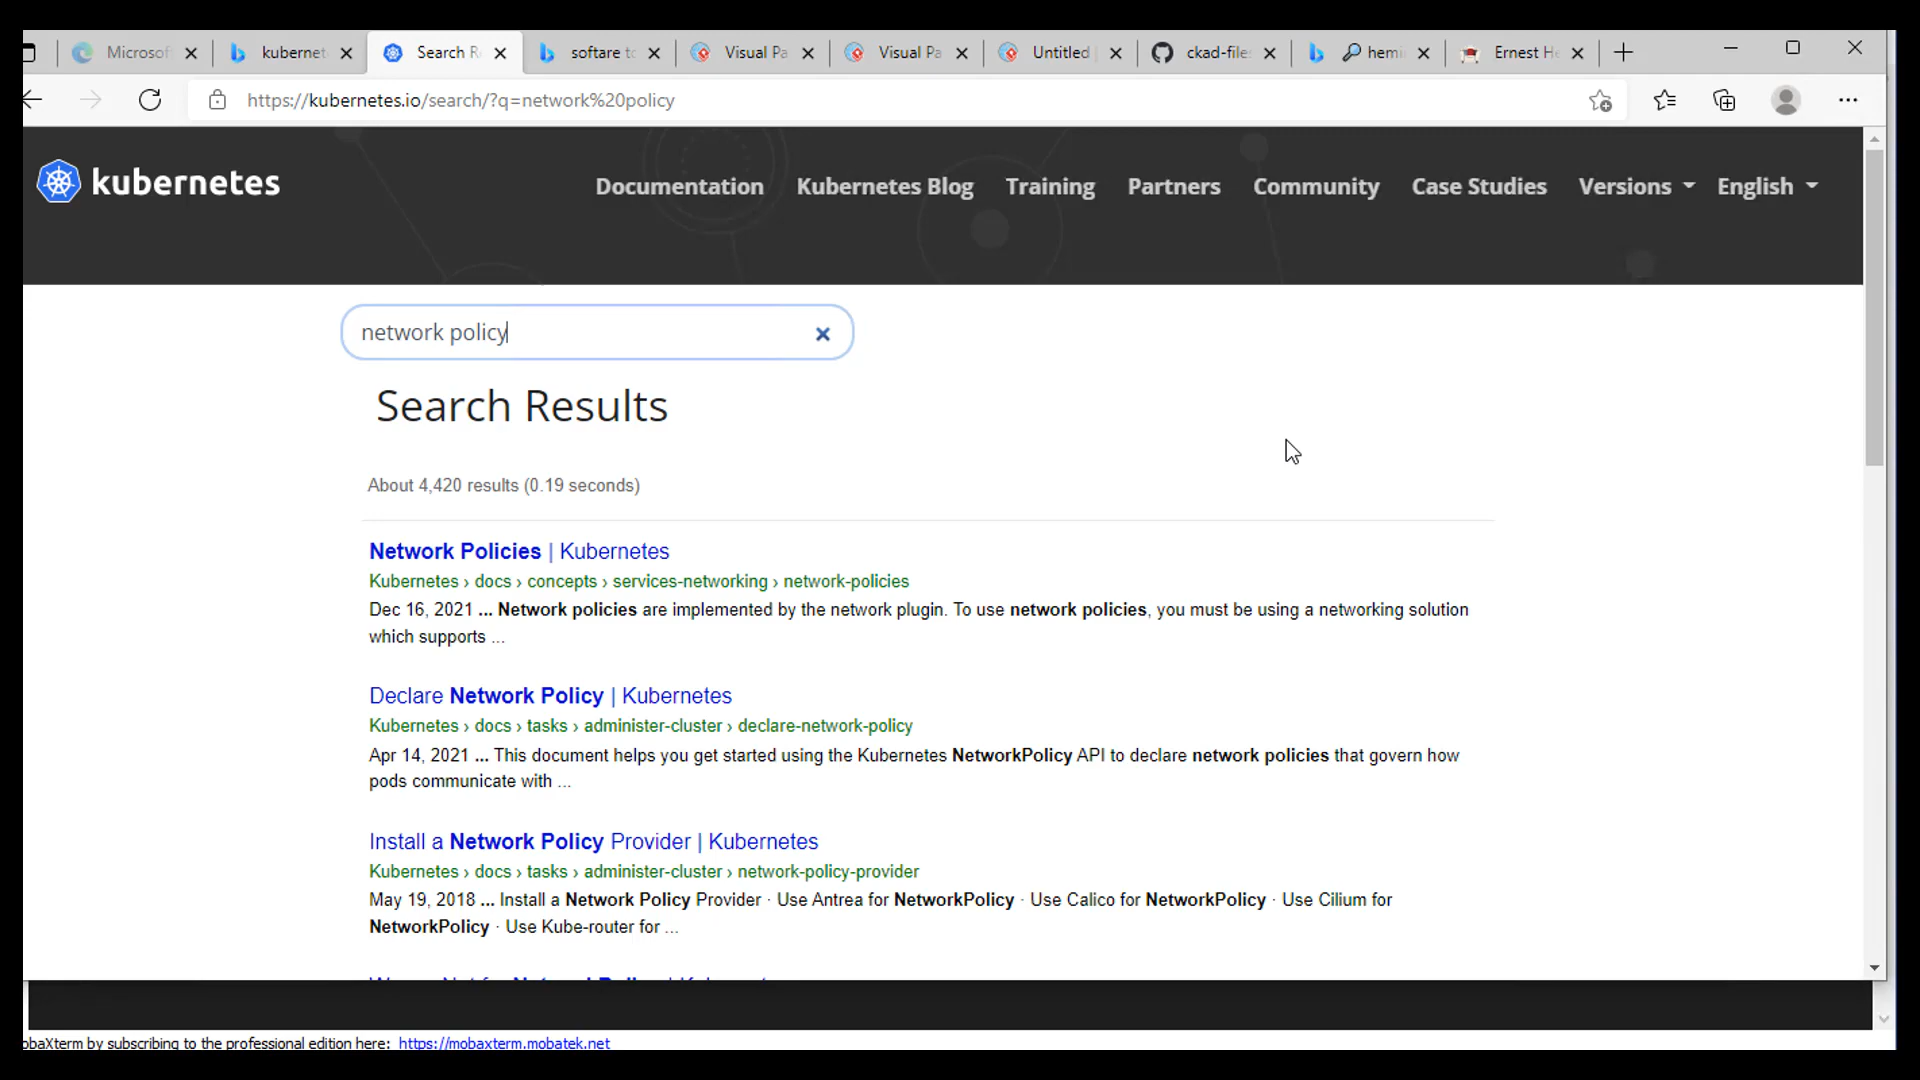 Microsof
kubernet
Search R
softare to
Visual Pa
Visual Pa
Untitled
ckad-file
hemi
Ernest He
https://kubernetes.io/search/?q=network%20policy
kubernetes
Documentation
Kubernetes Blog
Training
Partners
Community
Case Studies
Versions
English
network policy
Search Results
About 4,420 results (0.19 seconds)
Network Policies | Kubernetes
Kubernetes › docs › concepts › services-networking › network-policies
Dec 16, 2021 ... Network policies are implemented by the network plugin. To use network policies, you must be using a networking solution
which supports ...
Declare Network Policy | Kubernetes
Kubernetes › docs › tasks › administer-cluster › declare-network-policy
Apr 14, 2021 ... This document helps you get started using the Kubernetes NetworkPolicy API to declare network policies that govern how
pods communicate with ...
Install a Network Policy Provider | Kubernetes
Kubernetes › docs › tasks › administer-cluster › network-policy-provider
May 19, 2018 ... Install a Network Policy Provider · Use Antrea for NetworkPolicy · Use Calico for NetworkPolicy · Use Cilium for
NetworkPolicy · Use Kube-router for ...
obaXterm by subscribing to the professional edition here: https://mobaxterm.mobatek.net